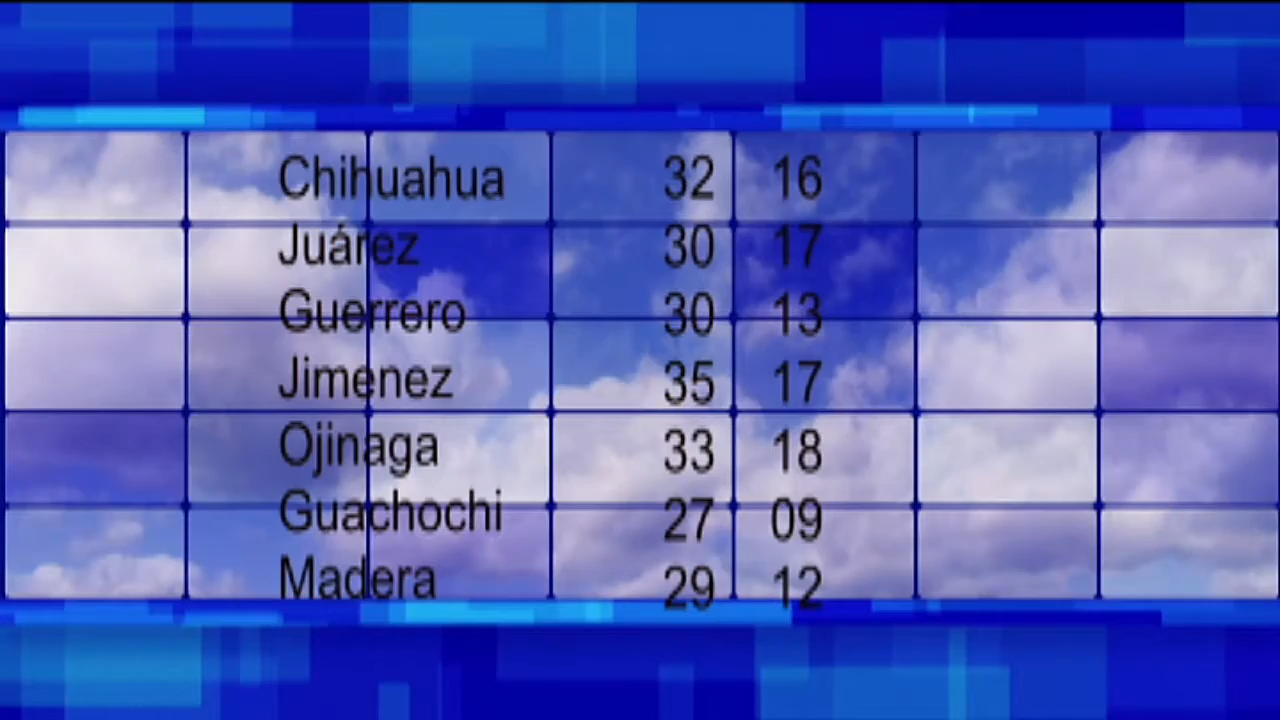 Chihuahua 32 16
Juárez 30 17
Guerrero 30 13
Jimenez 35 17
Ojinaga 33 18
Guachochi 27 09
Madera 29 12